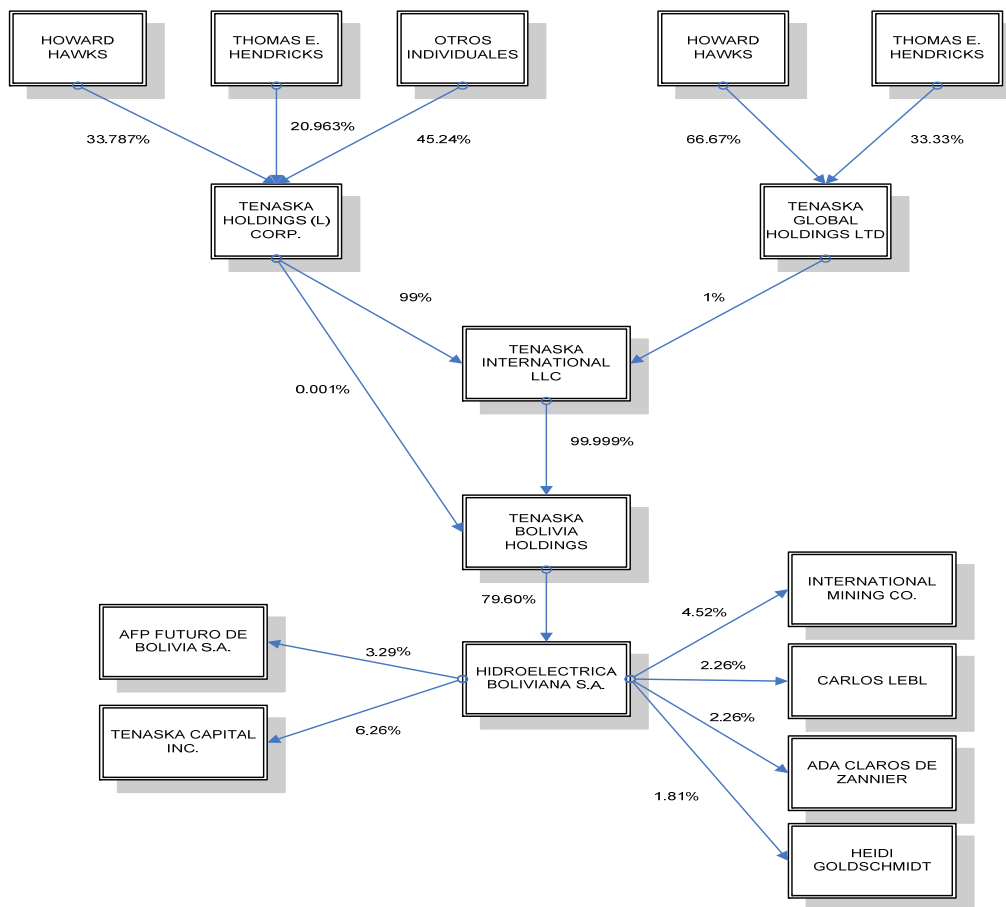 HOWARD
HAWKS
THOMAS E.
HENDRICKS
OTROS
INDIVIDUALES
HOWARD
HAWKS
THOMAS E.
HENDRICKS
33.787%
20.963%
45.24%
66.67%
33.33%
TENASKA
HOLDINGS (L)
CORP.
TENASKA
GLOBAL
HOLDINGS LTD
99%
1%
0.001%
TENASKA
INTERNATIONAL
LLC
99.999%
TENASKA
BOLIVIA
HOLDINGS
79.60%
AFP FUTURO DE
BOLIVIA S.A.
3.29%
TENASKA CAPITAL
INC.
6.26%
HIDROELECTRICA
BOLIVIANA S.A.
4.52%
INTERNATIONAL
MINING CO.
2.26%
CARLOS LEBL
2.26%
ADA CLAROS DE
ZANNIER
1.81%
HEIDI
GOLDSCHMIDT